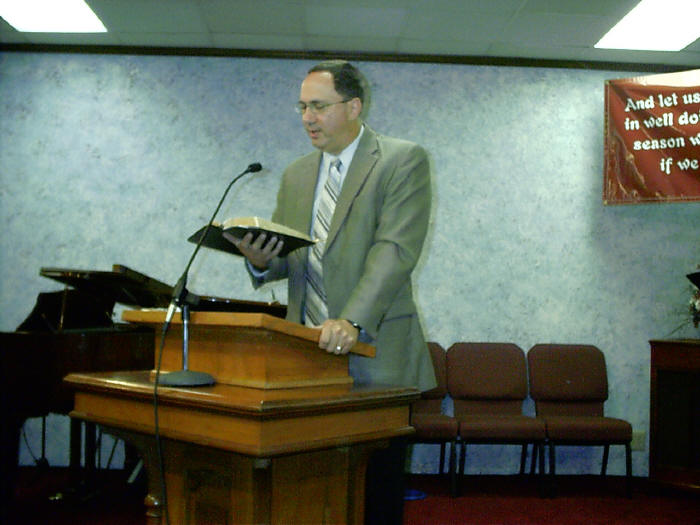 And let us
in well do
season w
if we